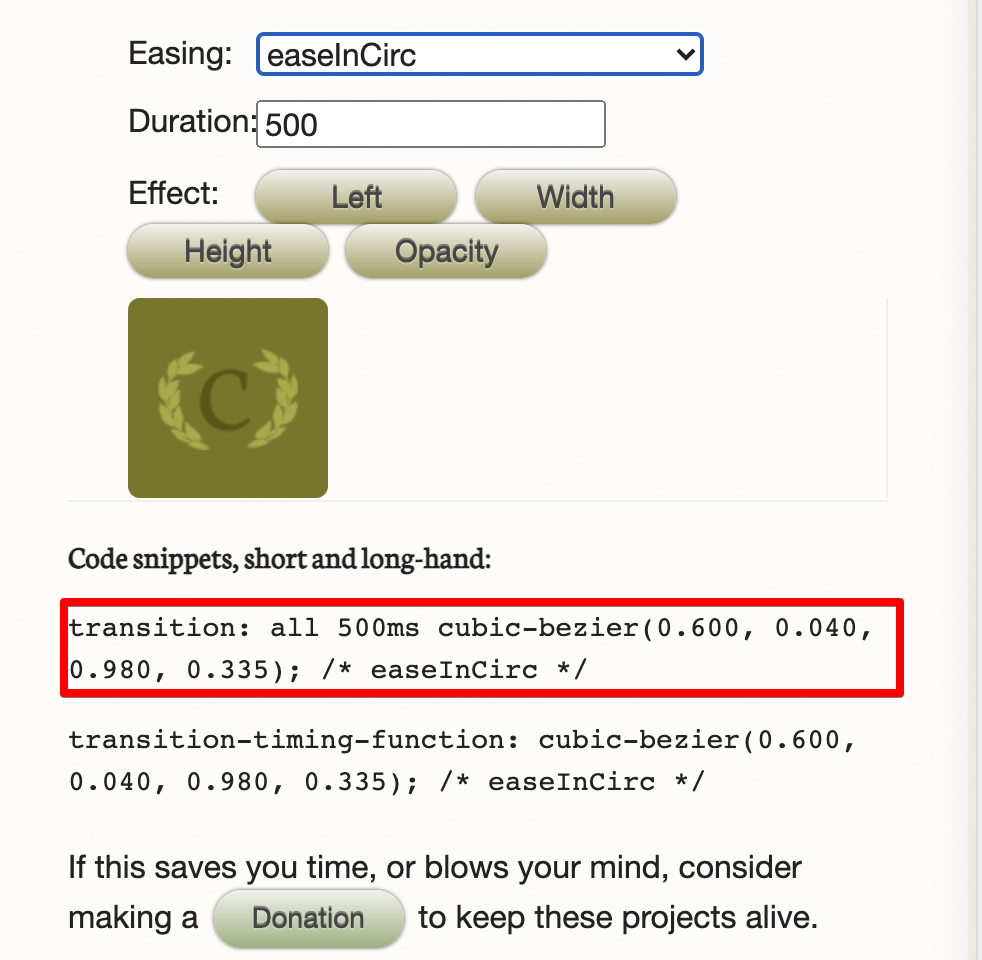 Easing: easeInCirc
Duration: 500
Effect: Left Width
Height Opacity
C
Code snippets, short and long-hand:
transition: all 500ms cubic-bezier(0.600, 0.040,
0.980, 0.335); /* easeInCirc */
transition-timing-function: cubic-bezier(0.600,
0.040, 0.980, 0.335); /* easeInCirc */
If this saves you time, or blows your mind, consider
making a Donation to keep these projects alive.